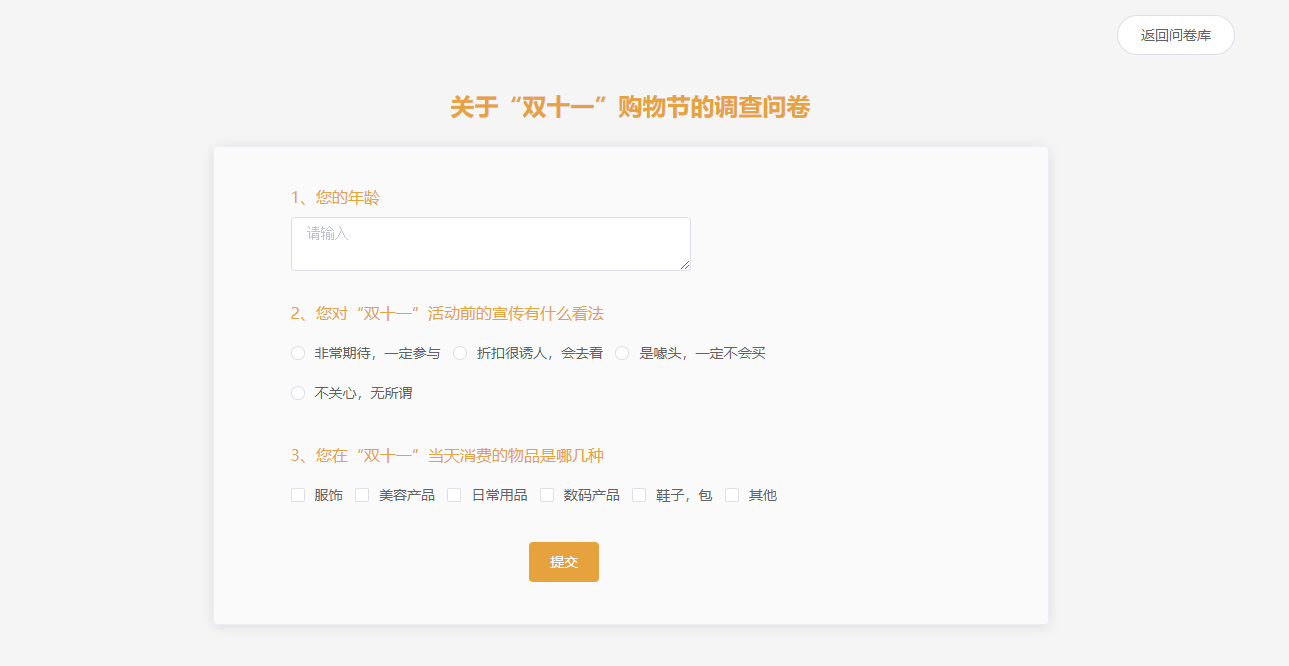 返回问卷库
关于“双十一”购物节的调查问卷
1、您的年龄
请输入
2、您对“双十一”活动前的宣传有什么看法
非常期待，一定参与 折扣很诱人，会去看 是噱头，一定不会买
不关心，无所谓
3、您在“双十一”当天消费的物品是哪几种
服饰 美容产品 日常用品 数码产品 鞋子，包 其他
提交